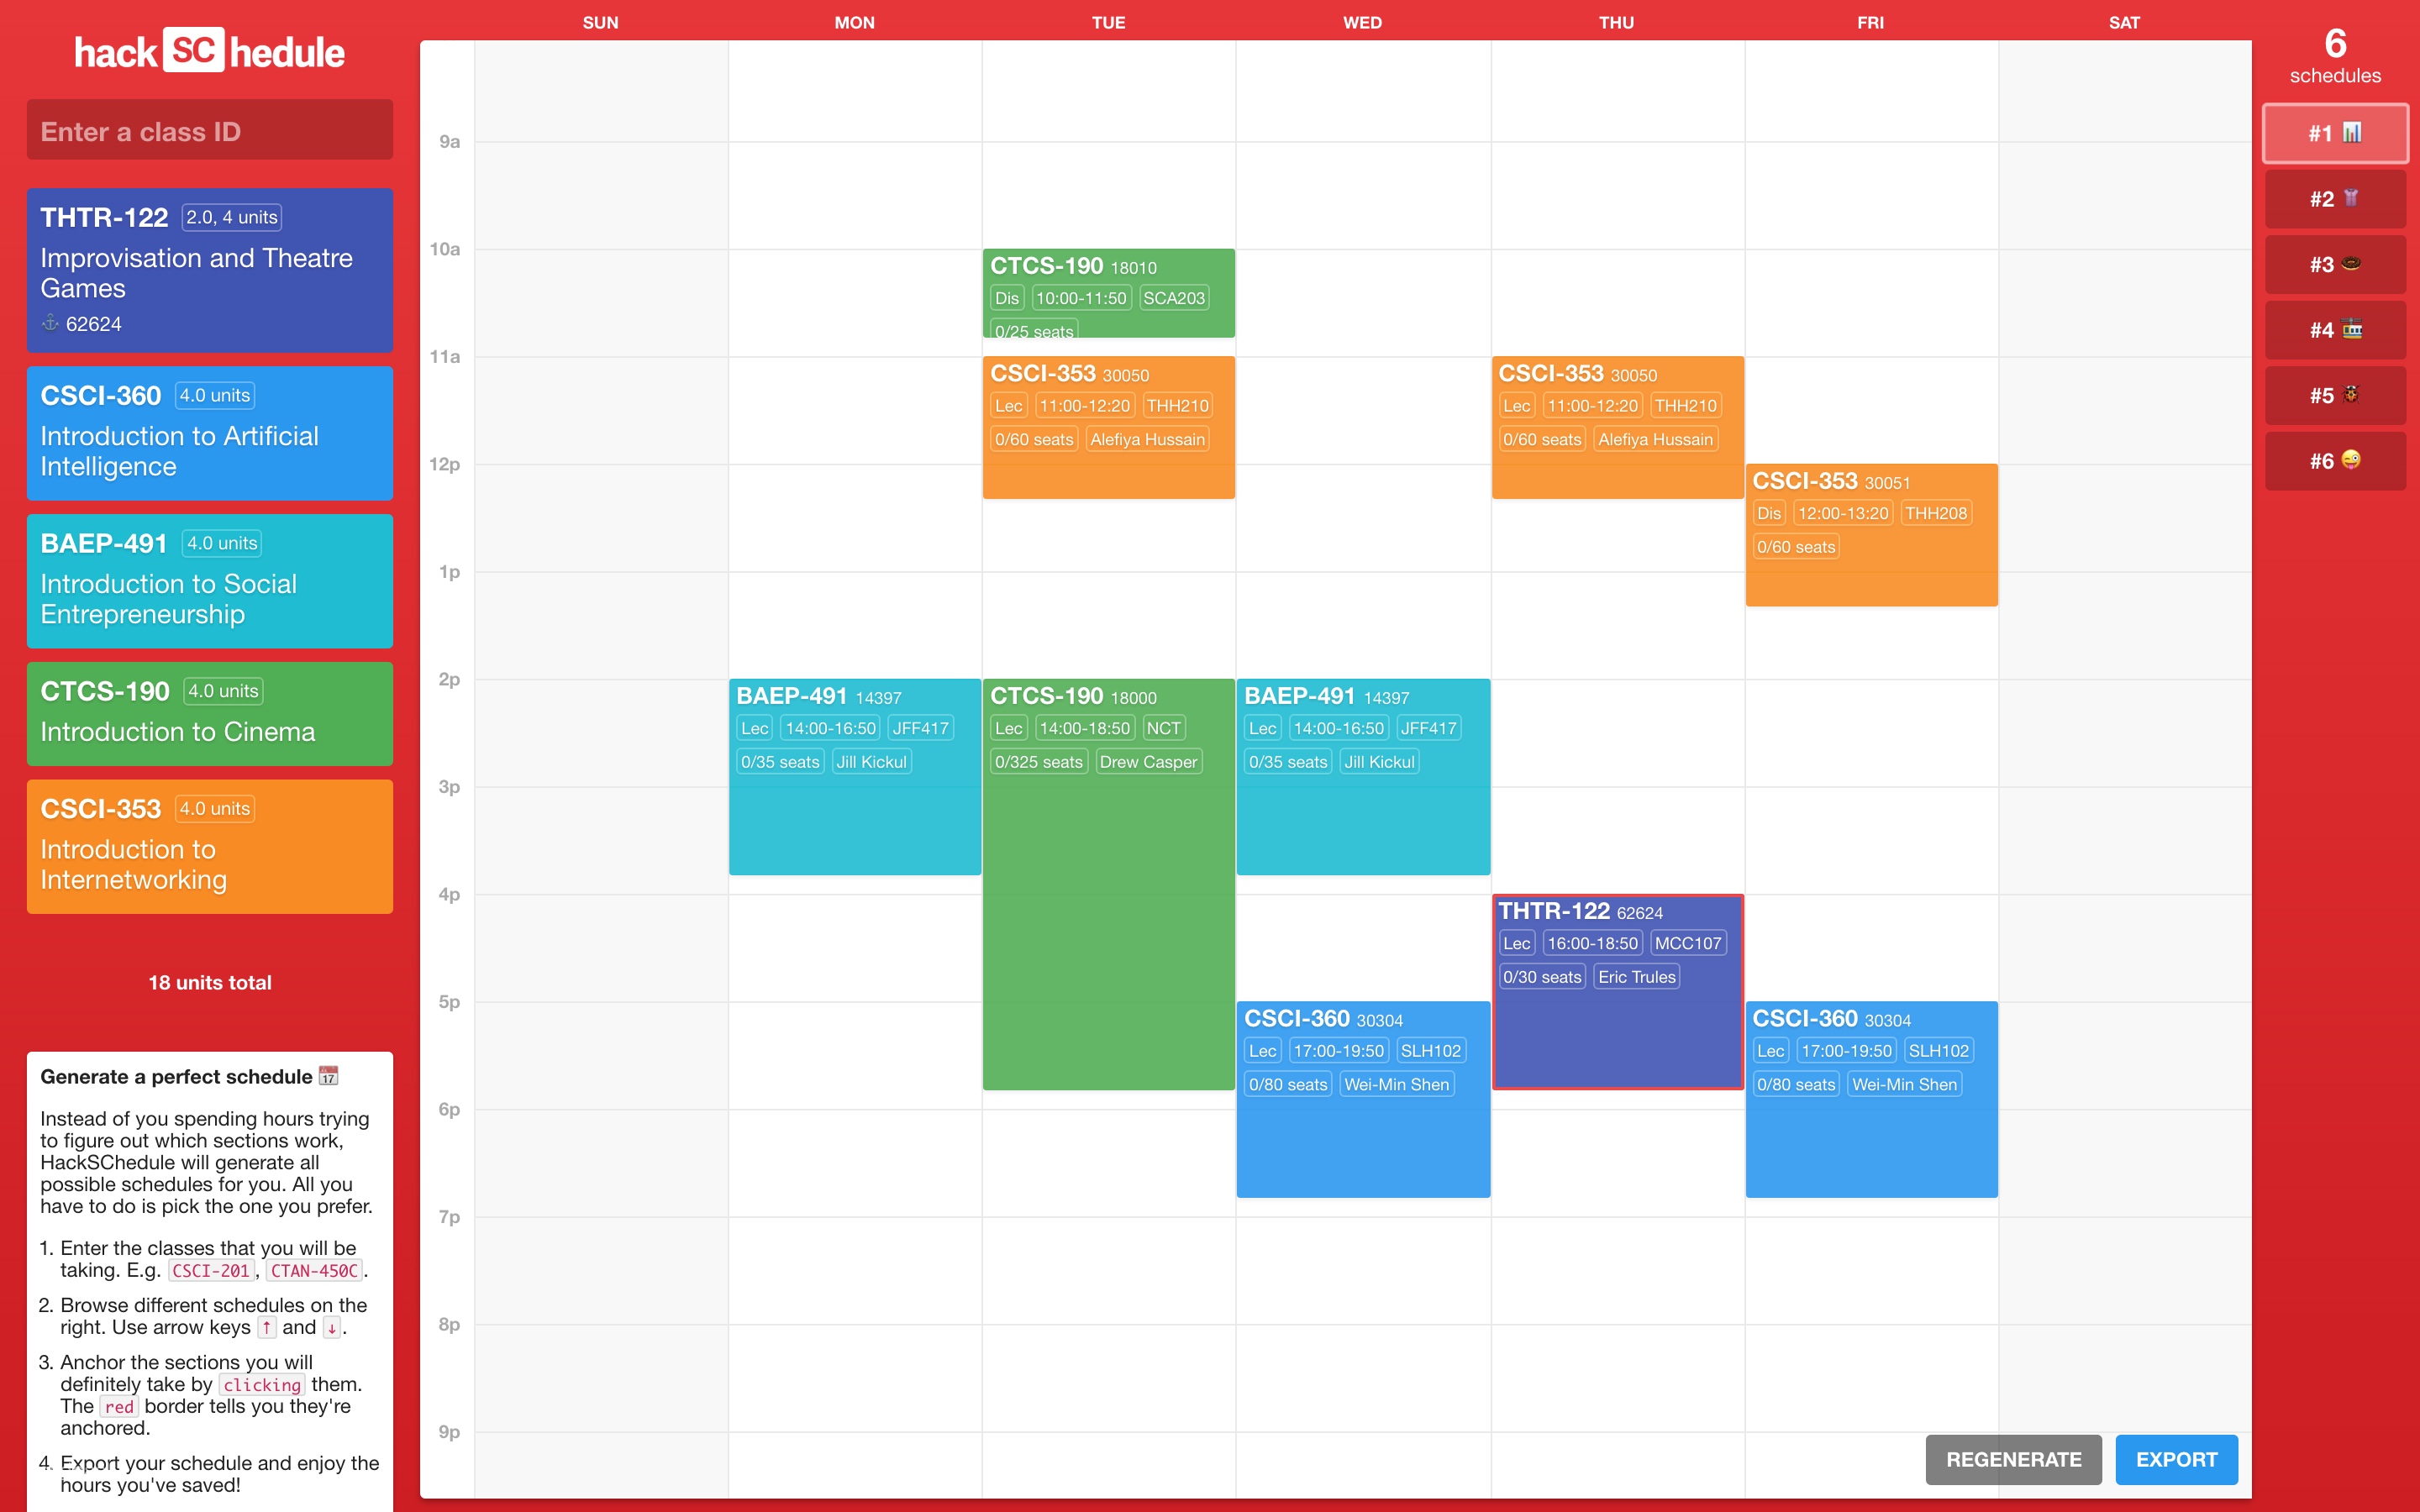 hack SC hedule
Enter a class ID
THTR-122 2.0, 4 units
Improvisation and Theatre
Games
62624
CSCI-360 4.0 units
Introduction to Artificial
Intelligence
BAEP-491 4.0 units
Introduction to Social
Entrepreneurship
CTCS-190 4.0 units
Introduction to Cinema
CSCI-353 4.0 units
Introduction to
Internetworking
18 units total
Generate a perfect schedule
Instead of you spending hours trying
to figure out which sections work,
HackSChedule will generate all
possible schedules for you. All you
have to do is pick the one you prefer.
1. Enter the classes that you will be
taking. E.g. CSCI-201, CTAN-450C.
2. Browse different schedules on the
right. Use arrow keys ↑ and ↓.
3. Anchor the sections you will
definitely take by clicking them.
The red border tells you they're
anchored.
4. Export your schedule and enjoy the
hours you've saved!
SUN MON TUE WED THU FRI SAT
9a
10a
11a
12p
1p
2p
3p
4p
5p
6p
7p
8p
9p
BAEP-491 14397
Lec 14:00-16:50 JFF417
0/35 seats Jill Kickul
CTCS-190 18010
Dis 10:00-11:50 SCA203
0/25 seats
CSCI-353 30050
Lec 11:00-12:20 THH210
0/60 seats Alefiya Hussain
CTCS-190 18000
Lec 14:00-18:50 NCT
0/325 seats Drew Casper
BAEP-491 14397
Lec 14:00-16:50 JFF417
0/35 seats Jill Kickul
CSCI-360 30304
Lec 17:00-19:50 SLH102
0/80 seats Wei-Min Shen
CSCI-353 30050
Lec 11:00-12:20 THH210
0/60 seats Alefiya Hussain
THTR-122 62624
Lec 16:00-18:50 MCC107
0/30 seats Eric Trules
CSCI-353 30051
Dis 12:00-13:20 THH208
0/60 seats
CSCI-360 30304
Lec 17:00-19:50 SLH102
0/80 seats Wei-Min Shen
REGENERATE EXPORT
6
schedules
#1
#2
#3
#4
#5
#6